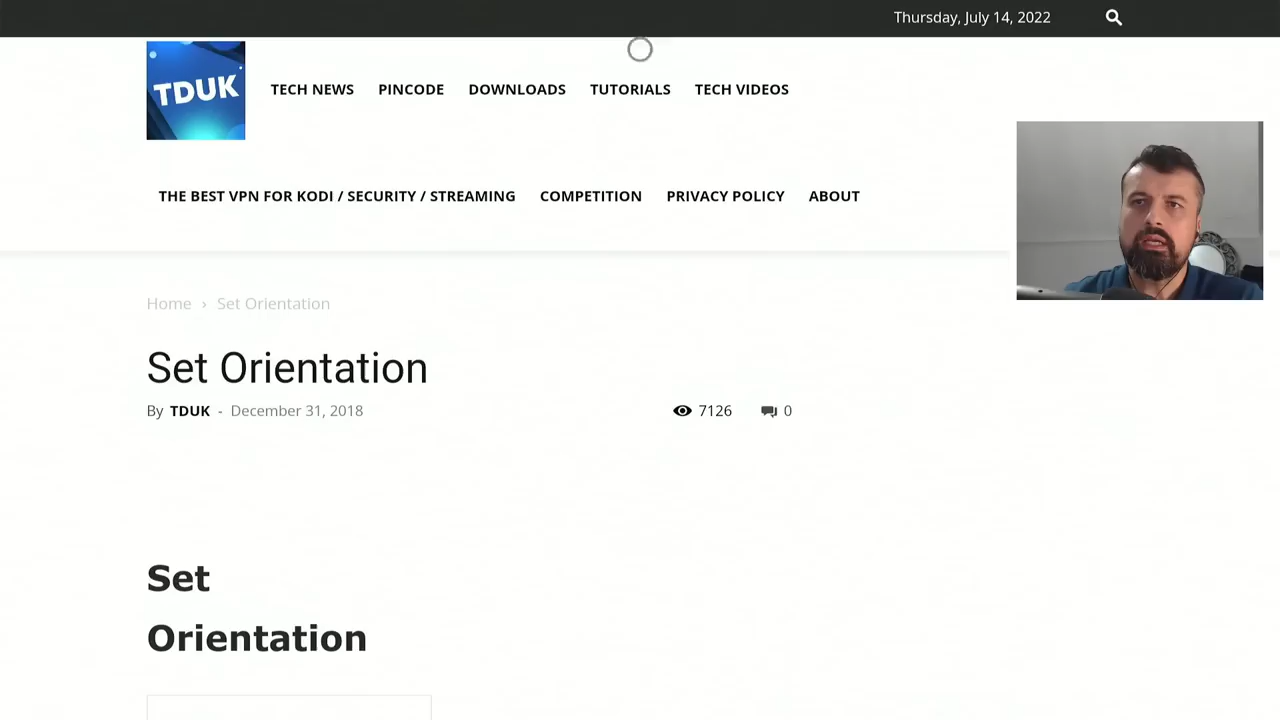 Thursday, July 14, 2022
TDUK
TECH NEWS PINCODE DOWNLOADS TUTORIALS TECH VIDEOS
THE BEST VPN FOR KODI / SECURITY / STREAMING COMPETITION PRIVACY POLICY ABOUT
Home › Set Orientation
Set Orientation
By TDUK - December 31, 2018 7126 0
Set
Orientation